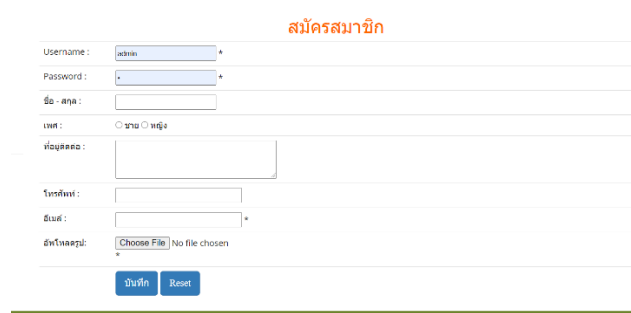 สมัครสมาชิก
Username : admin *
Password : • *
ชื่อ - สกุล :
เพศ : ชาย หญิง
ที่อยู่ติดต่อ :
โทรศัพท์ :
อีเมล์ : *
อัพโหลดรูป: Choose File No file chosen
*
บันทึก Reset